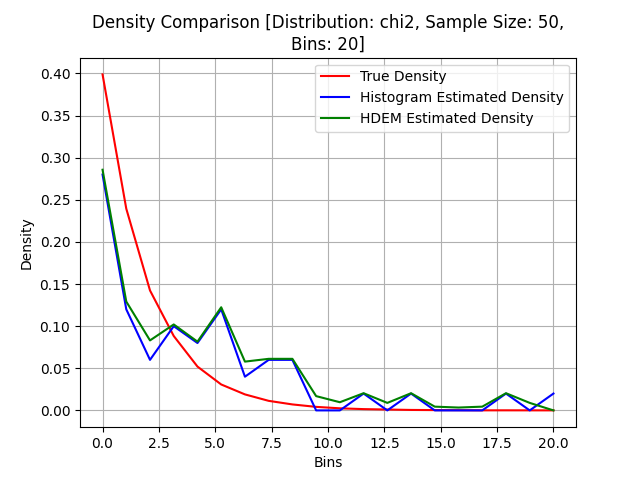 Density Comparison [Distribution: chi2, Sample Size: 50,
Bins: 20]
True Density
Histogram Estimated Density
HDEM Estimated Density
Density
0.40
0.35
0.30
0.25
0.20
0.15
0.10
0.05
0.00
0.0 2.5 5.0 7.5 10.0 12.5 15.0 17.5 20.0
Bins